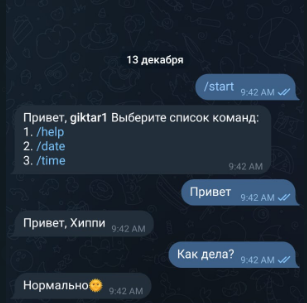 13 декабря
/start 9:42 AM
Привет, giktar1 Выберите список команд:
1. /help
2. /date
3. /time
9:42 AM
Привет 9:42 AM
Привет, Хиппи 9:42 AM
Как дела? 9:42 AM
Нормально🌞 9:42 AM